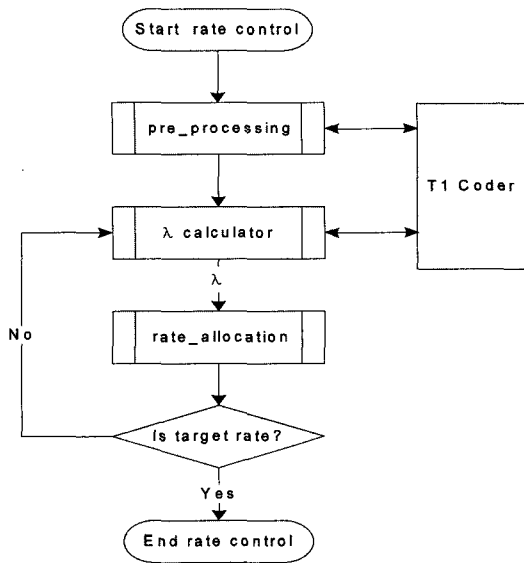 Start rate control
pre_processing
T1 Coder
λ calculator
λ
No
rate_allocation
Is target rate?
Yes
End rate control